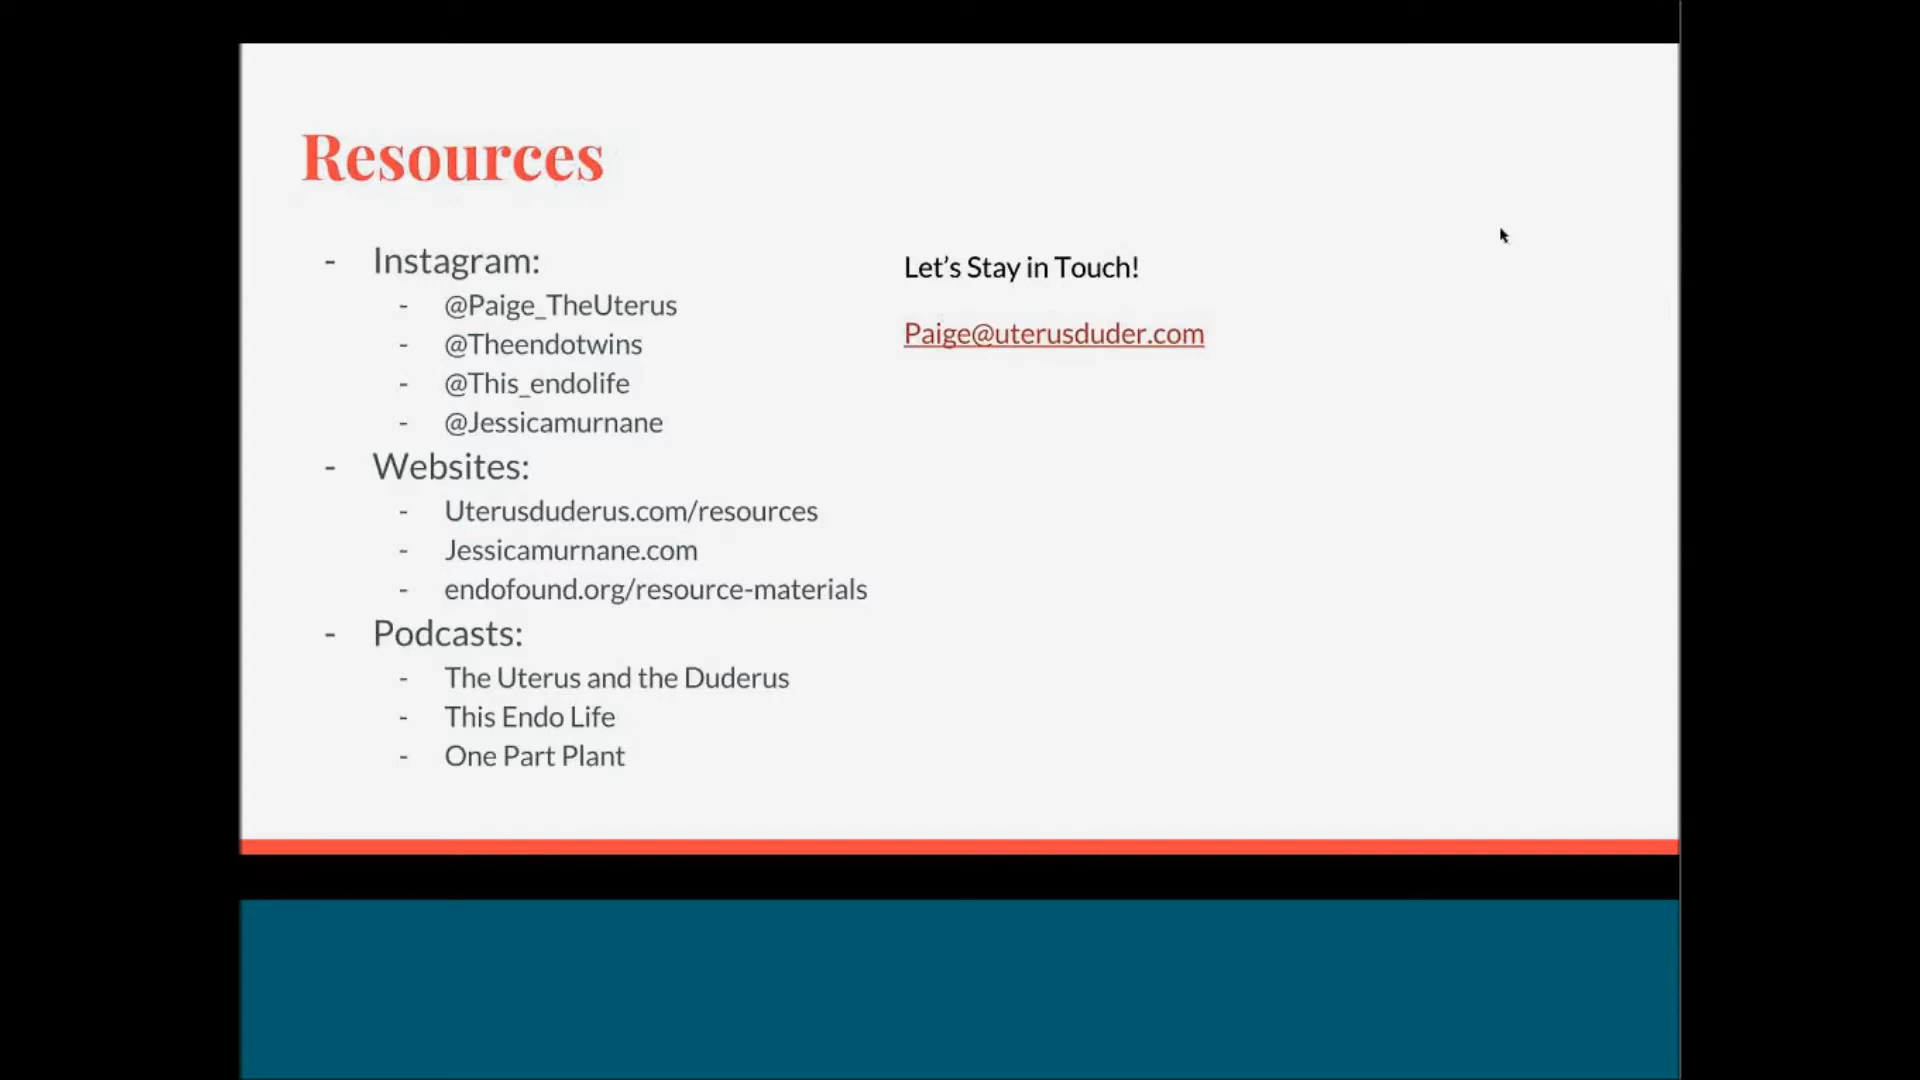 Resources
- Instagram:
- @Paige_TheUterus
- @Theendotwins
- @This_endolife
- @Jessicamurnane
- Websites:
- Uterusduderus.com/resources
- Jessicamurnane.com
- endofound.org/resource-materials
- Podcasts:
- The Uterus and the Duderus
- This Endo Life
- One Part Plant
Let’s Stay in Touch!
Paige@uterusduder.com